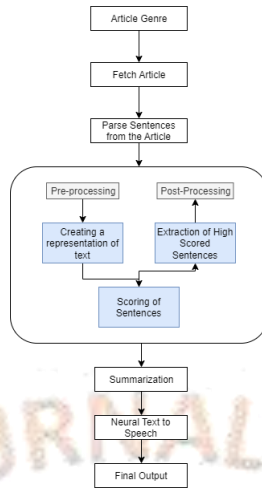 Article Genre
Fetch Article
Parse Sentences
from the Article
Pre-processing
Post-Processing
Creating a
representation of
text
Extraction of High
Scored
Sentences
Scoring of
Sentences
Summarization
Neural Text to
Speech
Final Output